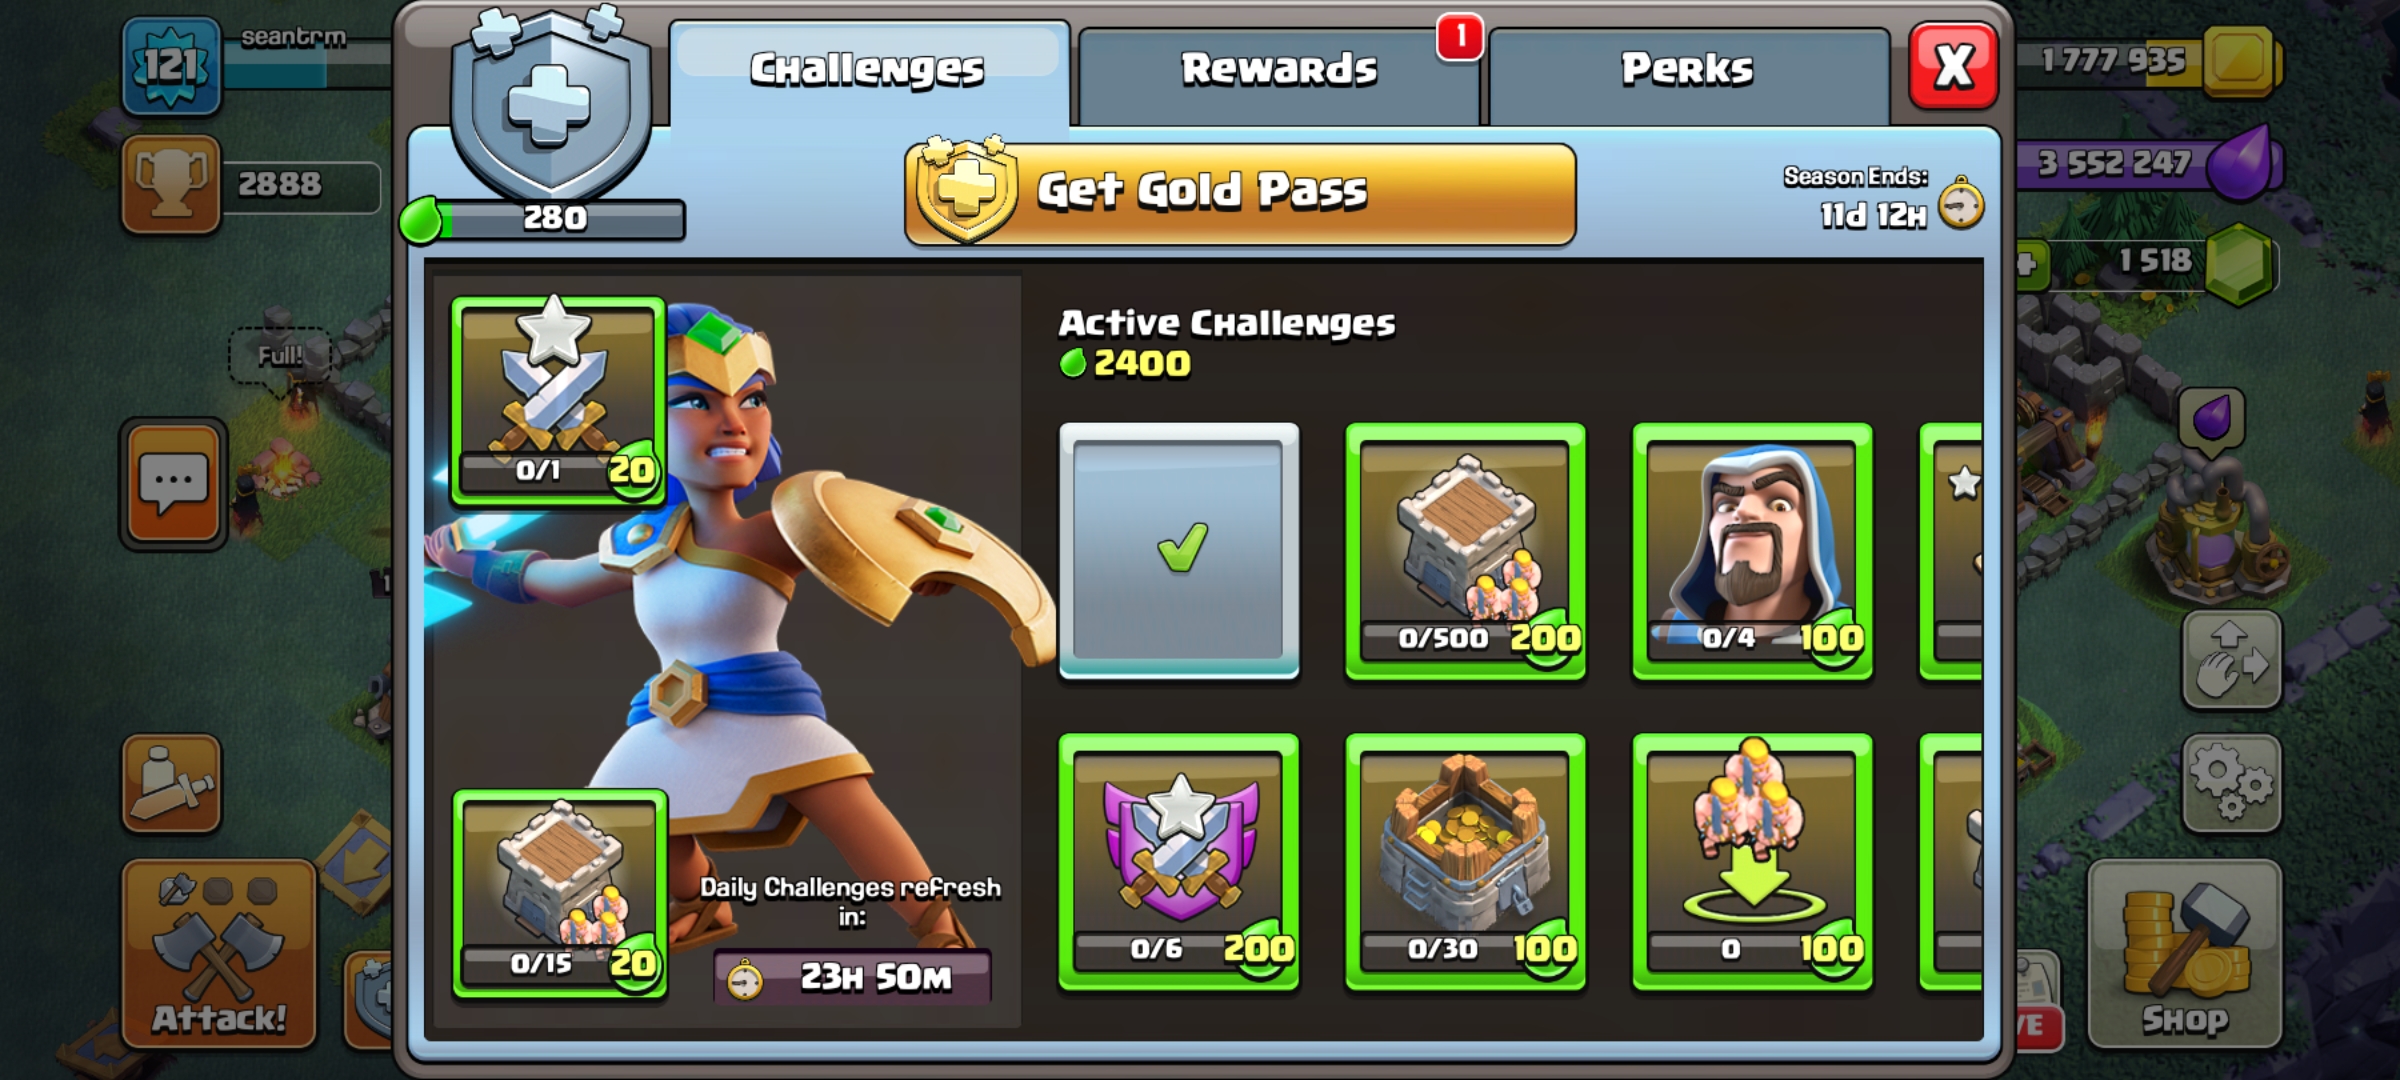 121
seantrm
2888
Full!
Attack!
Challenges
Rewards
1
Perks
X
280
Get Gold Pass
Season Ends:
11d 12H
1 777 935
3 552 247
1 518
0/1
20
0/15
20
Daily Challenges refresh
in:
23H 50M
Active Challenges
2400
0/500
200
0/4
100
0/6
200
0/30
100
0
100
Shop